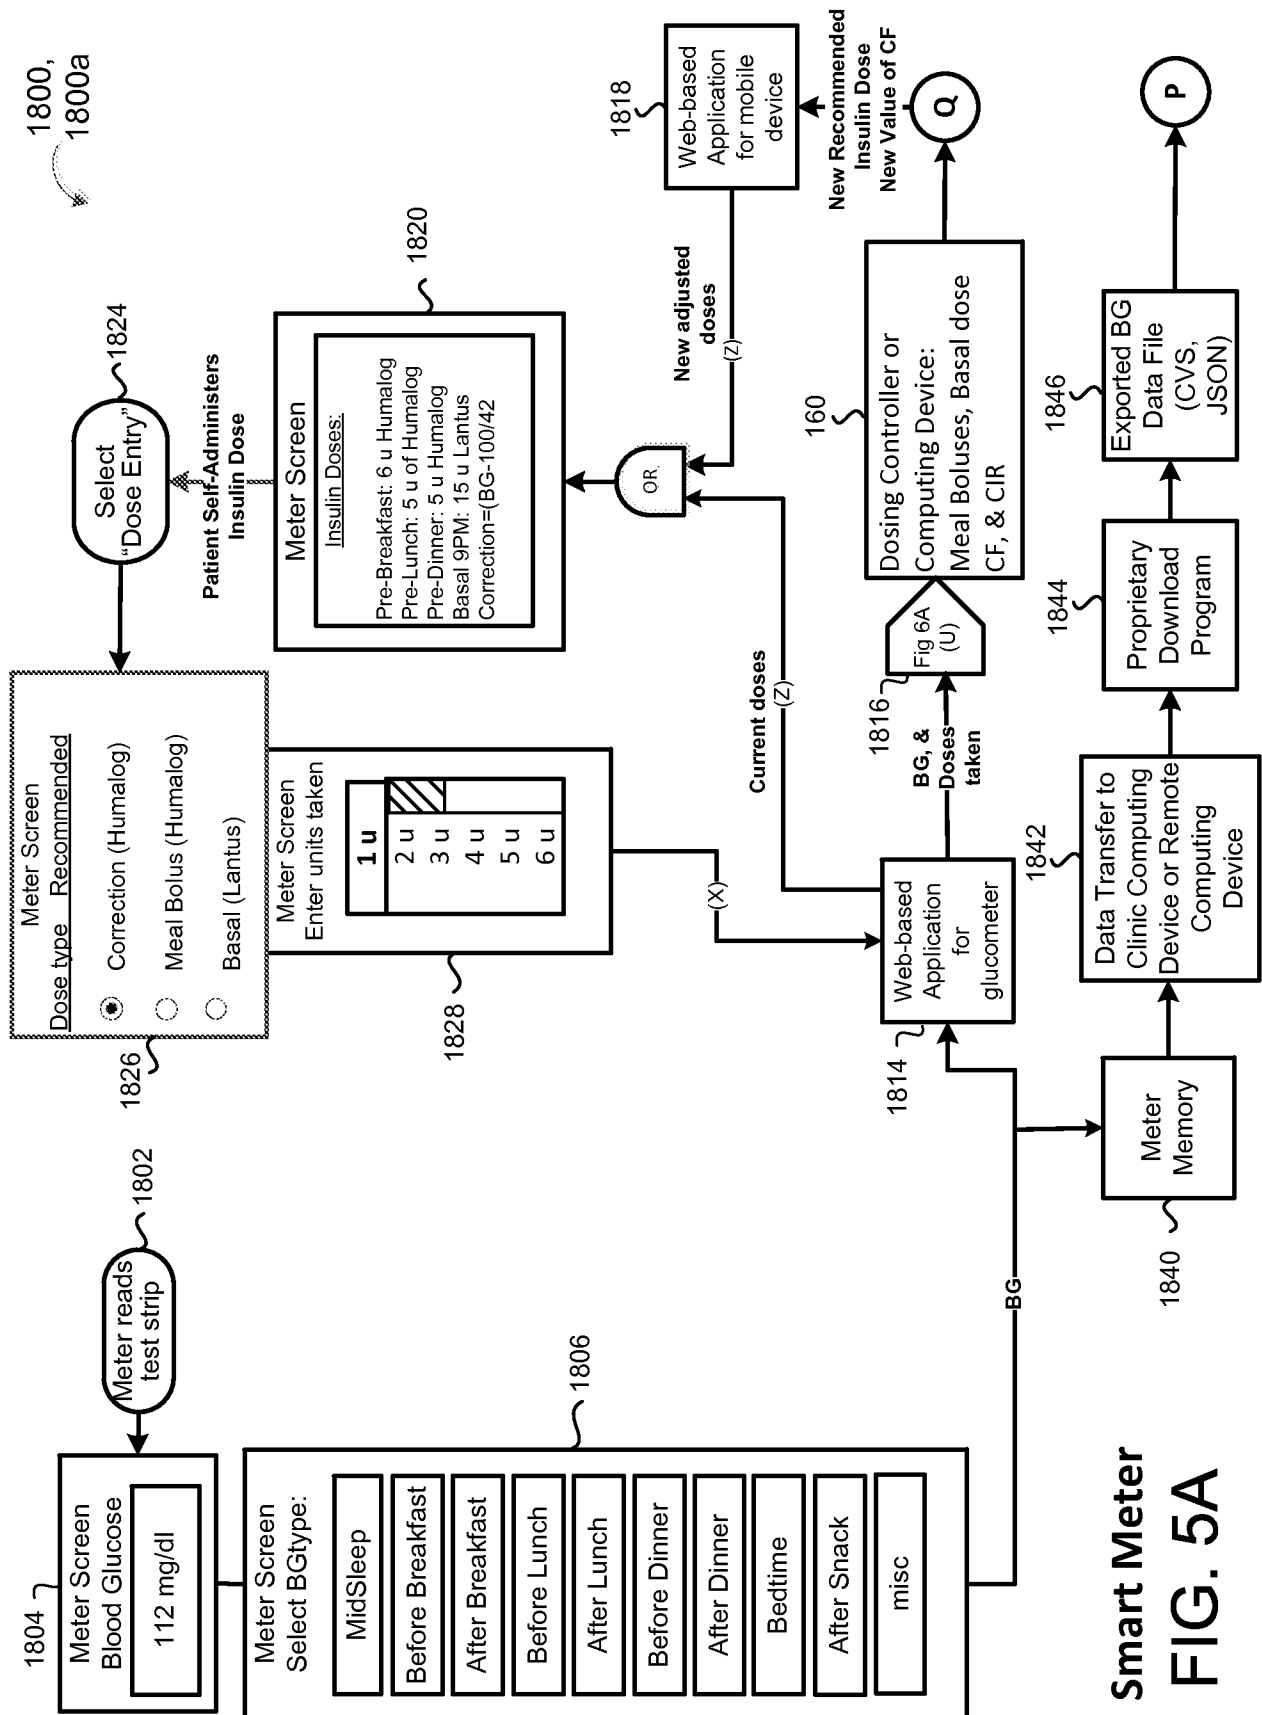 1800,
1800a
1804
Meter Screen
Blood Glucose
112 mg/dl
Meter reads
test strip
1802
Meter Screen
Select BGtype:
MidSleep
Before Breakfast
After Breakfast
Before Lunch
After Lunch
Before Dinner
After Dinner
Bedtime
After Snack
misc
1806
Meter Screen
Dose type   Recommended
Correction (Humalog)
Meal Bolus (Humalog)
Basal (Lantus)
1826
Meter Screen
Enter units taken
1 u
2 u
3 u
4 u
5 u
6 u
1828
Select
“Dose Entry”
1824
Patient Self-Administers
Insulin Dose
Meter Screen
Insulin Doses:
Pre-Breakfast: 6 u Humalog
Pre-Lunch: 5 u of Humalog
Pre-Dinner: 5 u Humalog
Basal 9PM: 15 u Lantus
Correction=(BG-100/42
1820
OR
New adjusted
doses
(Z)
1818
Web-based
Application
for mobile
device
New Recommended
Insulin Dose
New Value of CF
Q
Current doses
(Z)
(X)
1814
Web-based
Application
for
glucometer
BG, &
Doses
taken
1816
Fig 6A
(U)
160
Dosing Controller or
Computing Device:
Meal Boluses, Basal dose
CF, & CIR
BG
Meter
Memory
1840
1842
Data Transfer to
Clinic Computing
Device or Remote
Computing
Device
1844
Proprietary
Download
Program
1846
Exported BG
Data File
(CVS,
JSON)
P
Smart Meter
FIG. 5A